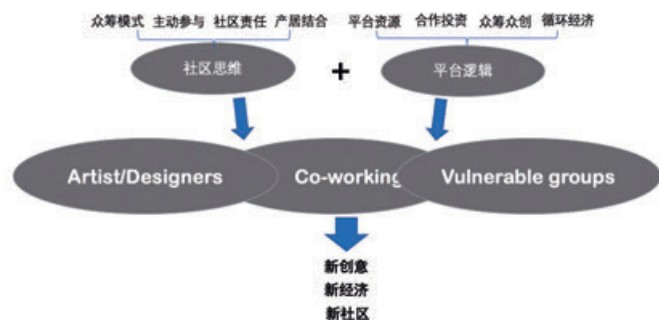 众筹模式 主动参与 社区责任 产居结合 平台资源 合作投资 众筹众创 循环经济
社区思维 + 平台逻辑
Artist/Designers Co-working Vulnerable groups
新创意
新经济
新社区